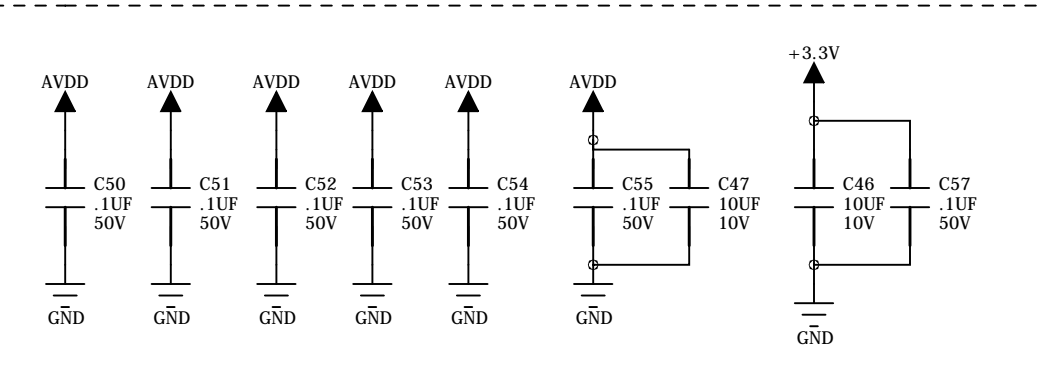 +3.3V
AVDD AVDD AVDD AVDD AVDD AVDD
C50 C51 C52 C53 C54 C55 C47 C46 C57
.1UF .1UF .1UF .1UF .1UF .1UF 10UF 10UF .1UF
50V 50V 50V 50V 50V 50V 10V 10V 50V
GND GND GND GND GND GND
GND